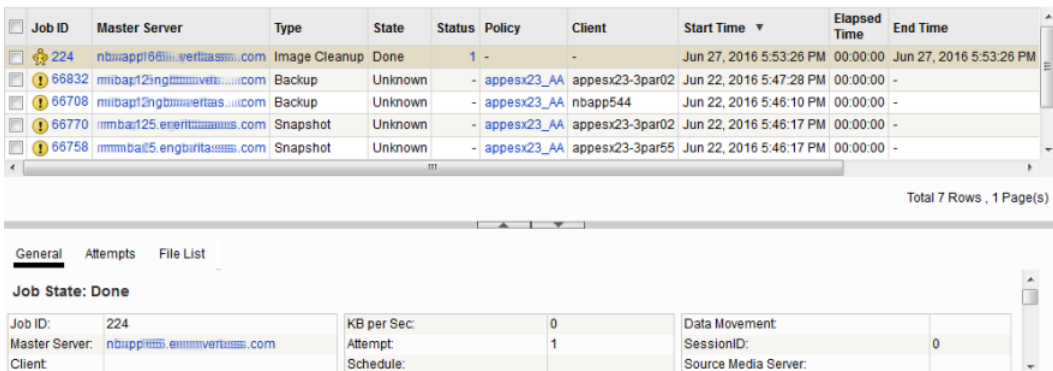 Job ID Master Server Type State Status Policy Client Start Time ▼ Elapsed Time End Time
224 .com Image Cleanup Done 1 - - Jun 27, 2016 5:53:26 PM 00:00:00 Jun 27, 2016 5:53:26 PM
66832 .com Backup Unknown - appesx23_AA appesx23-3par02 Jun 22, 2016 5:47:28 PM 00:00:00 -
66708 .com Backup Unknown - appesx23_AA nbapp544 Jun 22, 2016 5:46:10 PM 00:00:00 -
66770 .com Snapshot Unknown - appesx23_AA appesx23-3par02 Jun 22, 2016 5:46:17 PM 00:00:00 -
66758 .com Snapshot Unknown - appesx23_AA appesx23-3par55 Jun 22, 2016 5:46:17 PM 00:00:00 -
Total 7 Rows , 1 Page(s)
General Attempts File List
Job State: Done
Job ID: 224 KB per Sec: 0 Data Movement:
Master Server: .com Attempt: 1 SessionID: 0
Client: Schedule: Source Media Server: